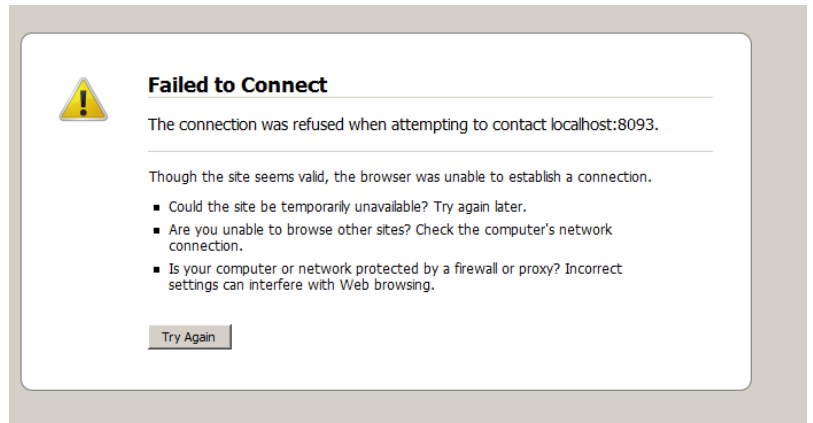 Failed to Connect
The connection was refused when attempting to contact localhost:8093.
Though the site seems valid, the browser was unable to establish a connection.
Could the site be temporarily unavailable? Try again later.
Are you unable to browse other sites? Check the computer's network
connection.
Is your computer or network protected by a firewall or proxy? Incorrect
settings can interfere with Web browsing.
Try Again